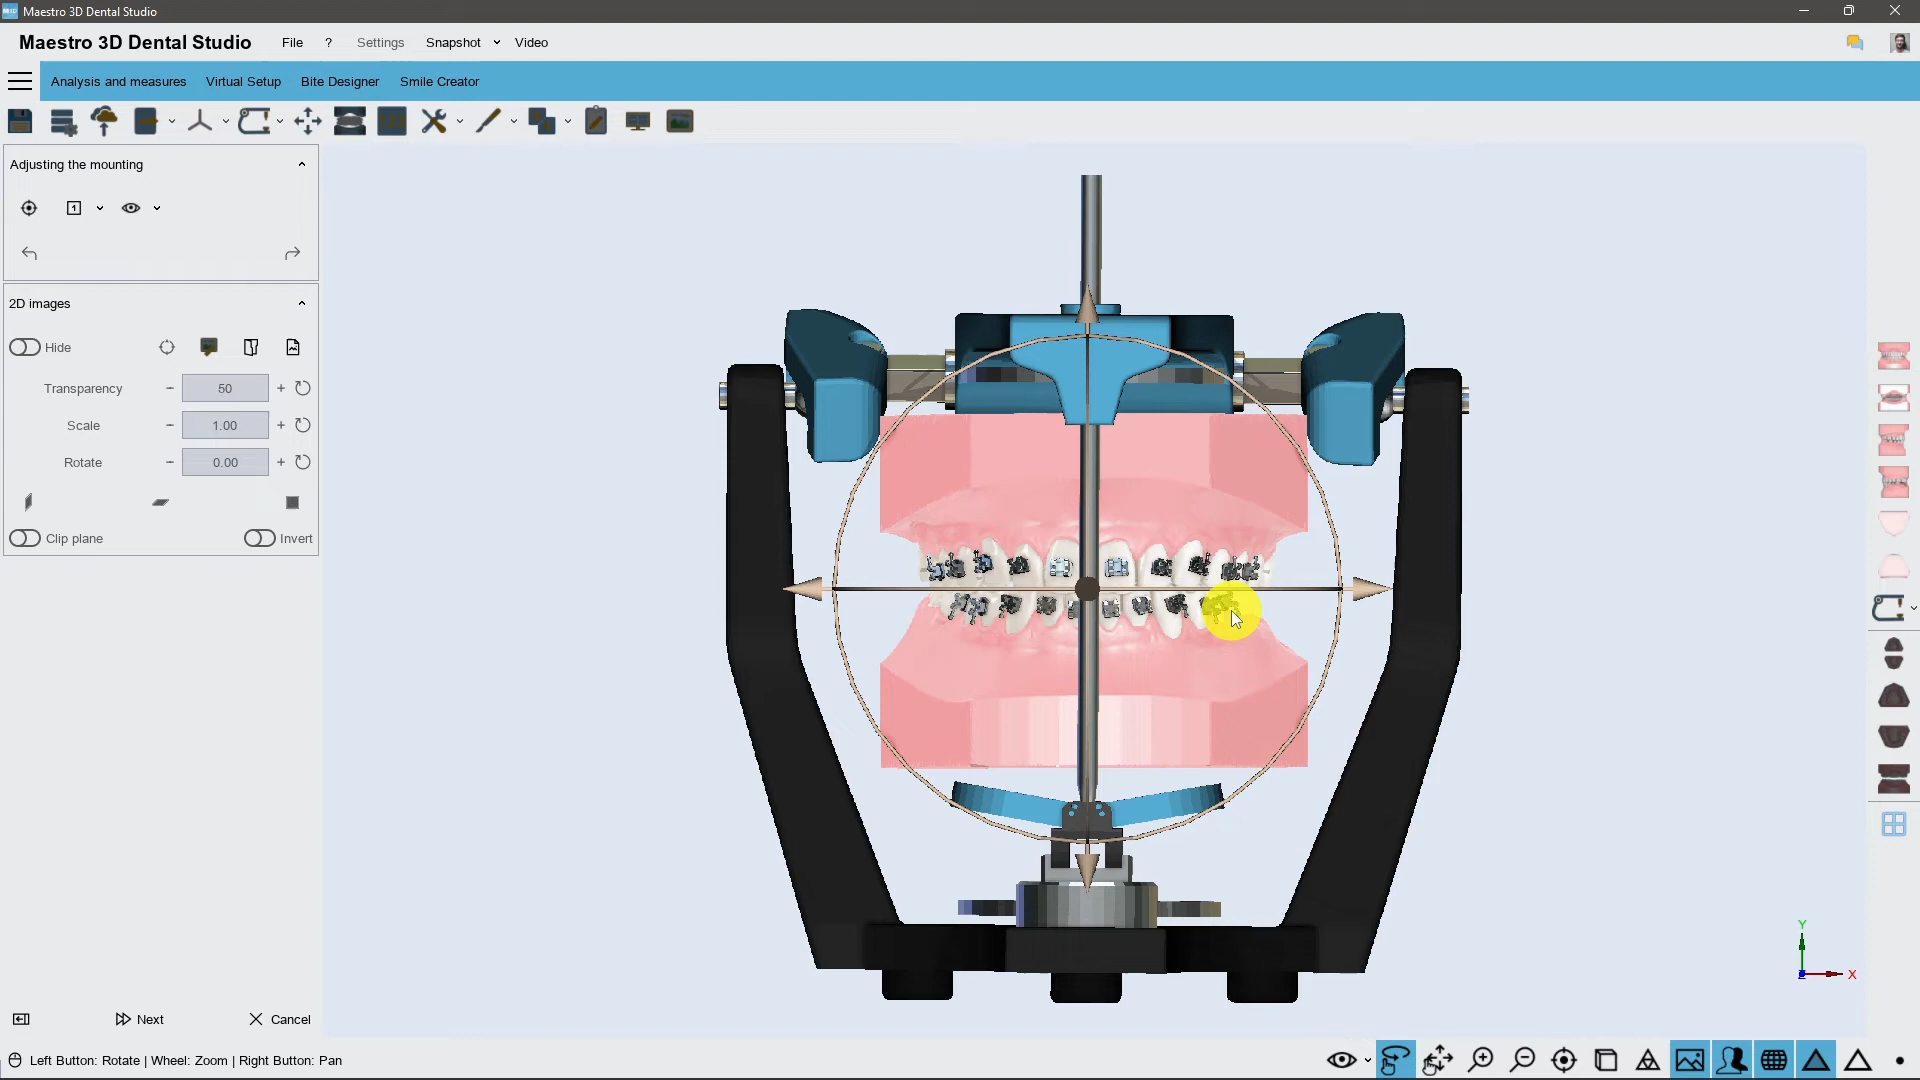 Maestro 3D Dental Studio
Maestro 3D Dental Studio File ? Settings Snapshot Video
Analysis and measures Virtual Setup Bite Designer Smile Creator
Adjusting the mounting
1
2D images
Hide
Transparency - 50 +
Scale - 1.00 +
Rotate - 0.00 +
Clip plane Invert
Y
Z X
Next Cancel
Left Button: Rotate | Wheel: Zoom | Right Button: Pan